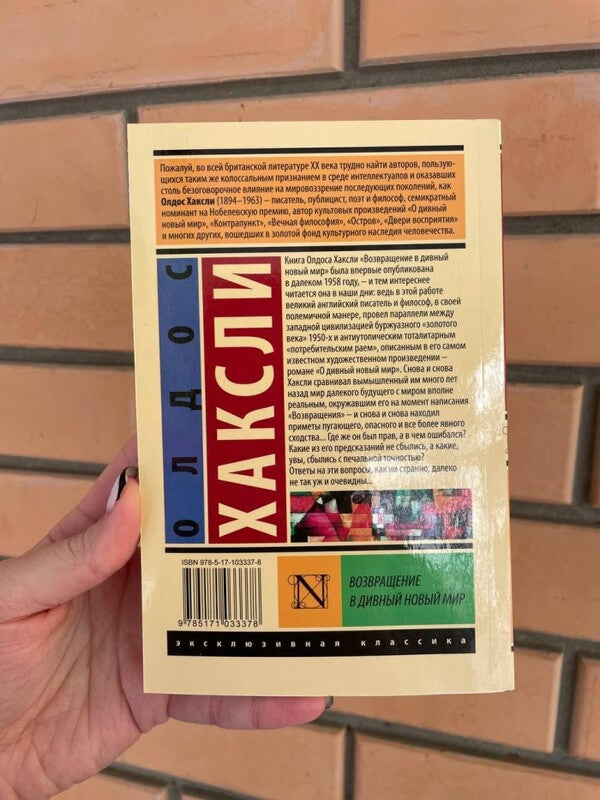 Пожалуй, во всей британской литературе XX века трудно найти авторов, пользую-
щихся таким же колоссальным признанием в среде интеллектуалов и оказавших
столь безоговорочное влияние на мировоззрение последующих поколений, как
Олдос Хаксли (1894–1963) – писатель, публицист, поэт и философ, семикратный
номинант на Нобелевскую премию, автор культовых произведений «О дивный
новый мир», «Контрапункт», «Вечная философия», «Остров», «Двери восприятия»
и многих других, вошедших в золотой фонд культурного наследия человечества.
ОЛДОС
ХАКСЛИ
Книга Олдоса Хаксли «Возвращение в дивный
новый мир» была впервые опубликована
в далеком 1958 году, – и тем интереснее
читается она в наши дни: ведь в этой работе
великий английский писатель и философ, в своей
полемичной манере, провел параллели между
западной цивилизацией буржуазного «золотого
века» 1950-х и антиутопическим тоталитарным
«потребительским раем», описанным в его самом
известном художественном произведении –
романе «О дивный новый мир». Снова и снова
Хаксли сравнивал вымышленный им много лет
назад мир далекого будущего с миром вполне
реальным, окружавшим его на момент написания
«Возвращения» – и снова и снова находил
приметы пугающего, опасного и все более явного
сходства... Где же он был прав, а в чем ошибался?
Какие из его предсказаний не сбылись, а какие,
увы, сбылись с печальной точностью?
Ответы на эти вопросы, как ни странно, далеко
не так уж и очевидны...
ISBN 978-5-17-103337-8
9 785171 033378
N
ВОЗВРАЩЕНИЕ
В ДИВНЫЙ НОВЫЙ МИР
эксклюзивная классика